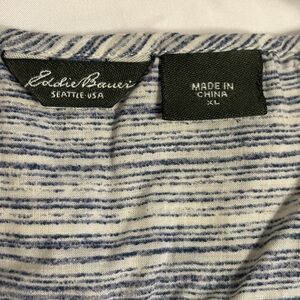 Eddie Bauer
SEATTLE·USA
MADE IN
CHINA
XL